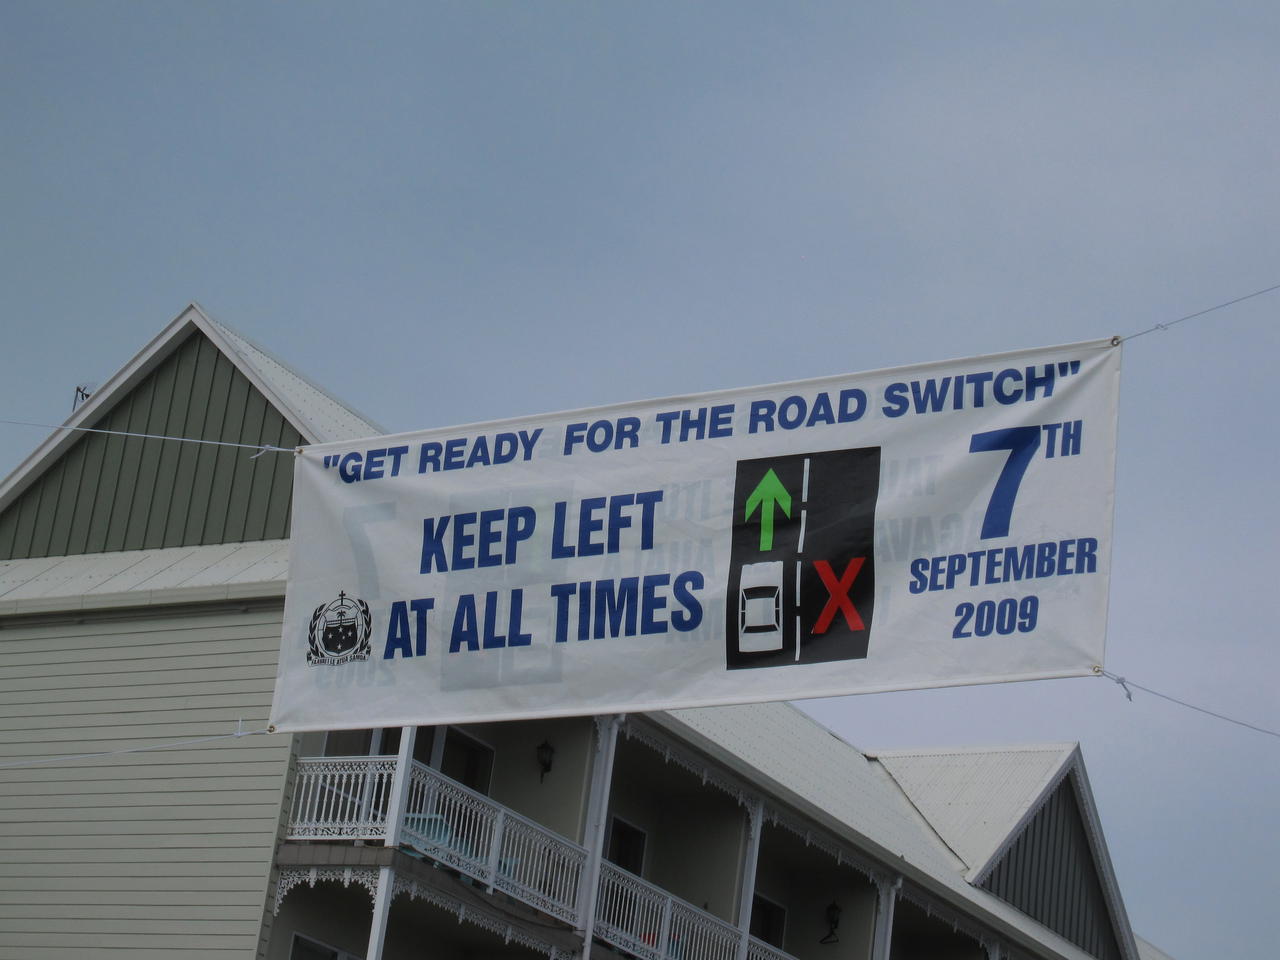 "GET READY FOR THE ROAD SWITCH"
KEEP LEFT
AT ALL TIMES
X
7TH
SEPTEMBER
2009